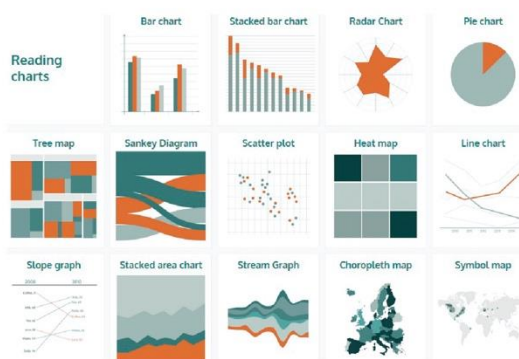 Reading
charts
Bar chart
Stacked bar chart
Radar Chart
Pie chart
Tree map
Sankey Diagram
Scatter plot
Heat map
Line chart
Slope graph
Stacked area chart
Stream Graph
Choropleth map
Symbol map